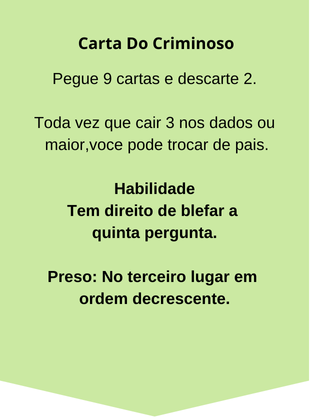 Carta Do Criminoso
Pegue 9 cartas e descarte 2.
Toda vez que cair 3 nos dados ou
maior,voce pode trocar de pais.
Habilidade
Tem direito de blefar a
quinta pergunta.
Preso: No terceiro lugar em
ordem decrescente.